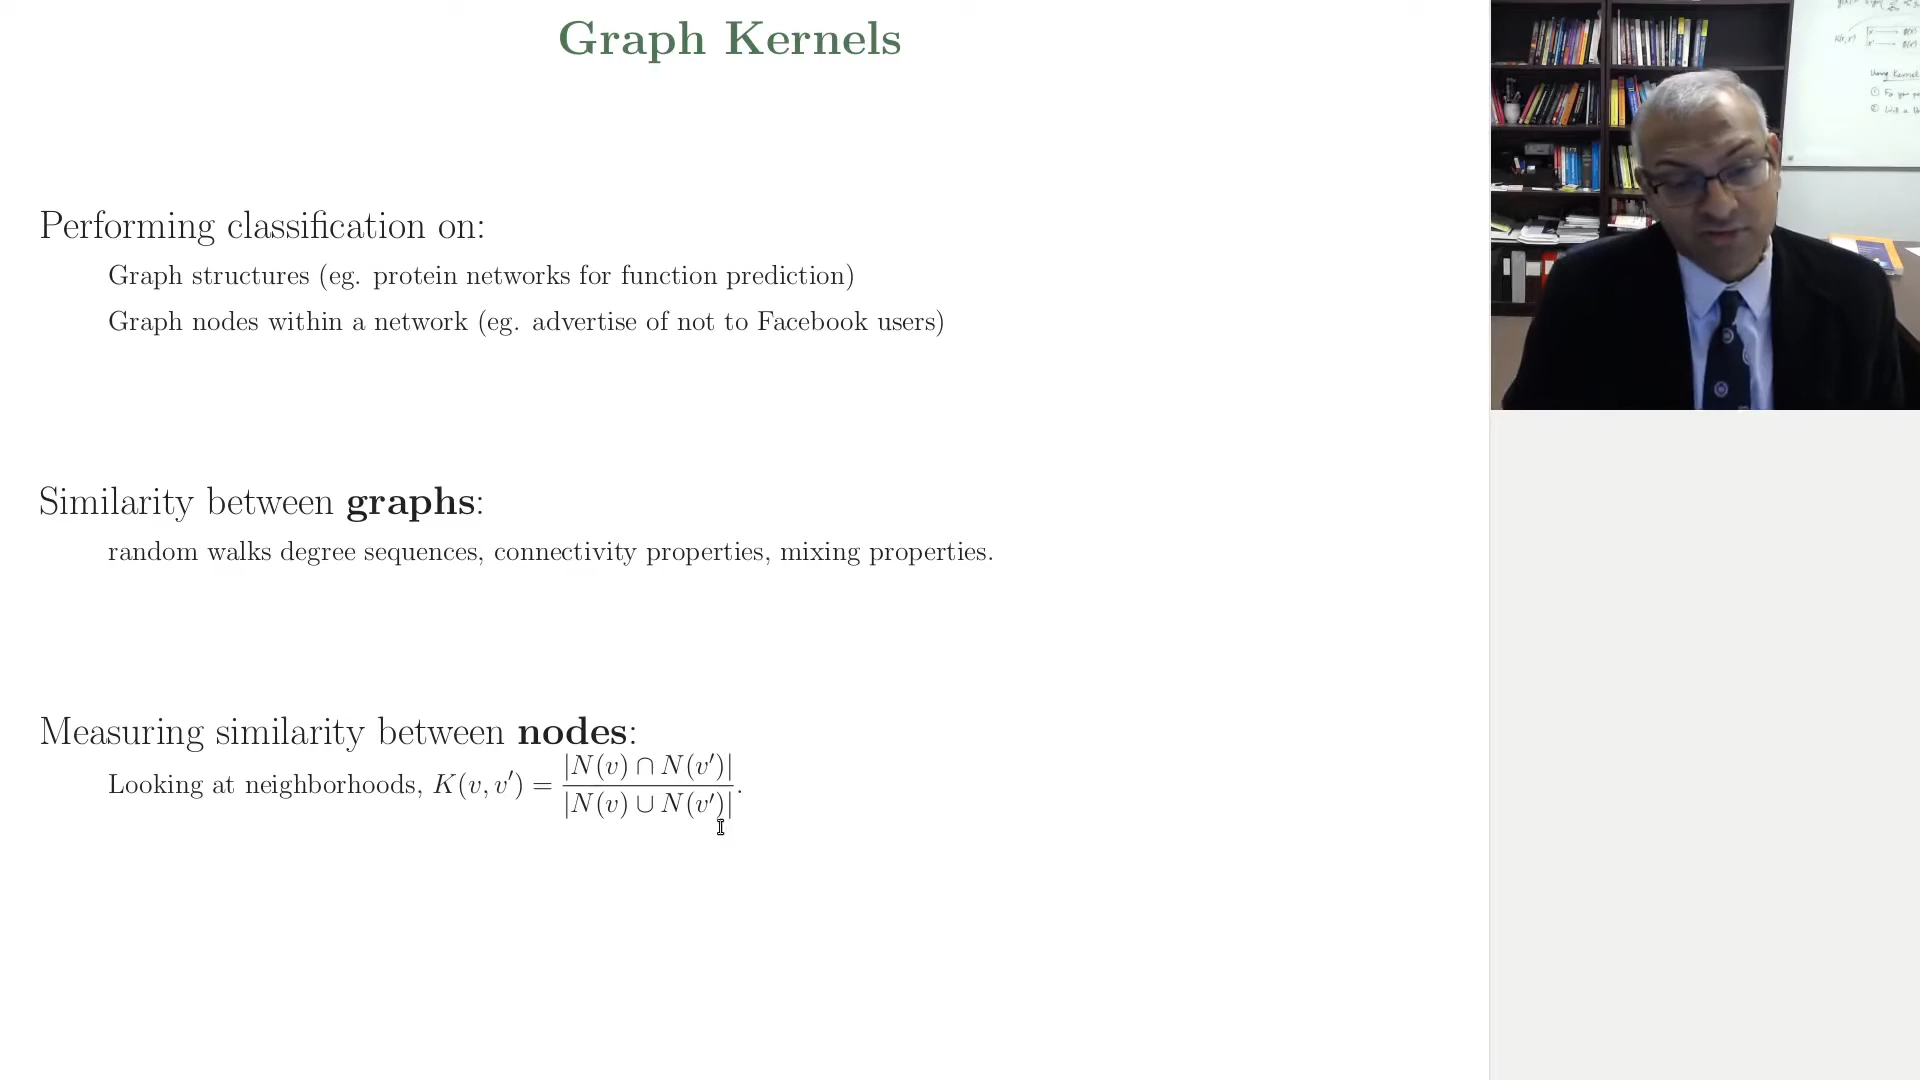 Graph Kernels
Performing classification on:
Graph structures (eg. protein networks for function prediction)
Graph nodes within a network (eg. advertise of not to Facebook users)
Similarity between graphs:
random walks degree sequences, connectivity properties, mixing properties.
Measuring similarity between nodes:
Looking at neighborhoods, K(v, v′) = |N(v) ∩ N(v′)| / |N(v) ∪ N(v′)|.
Using Kernel